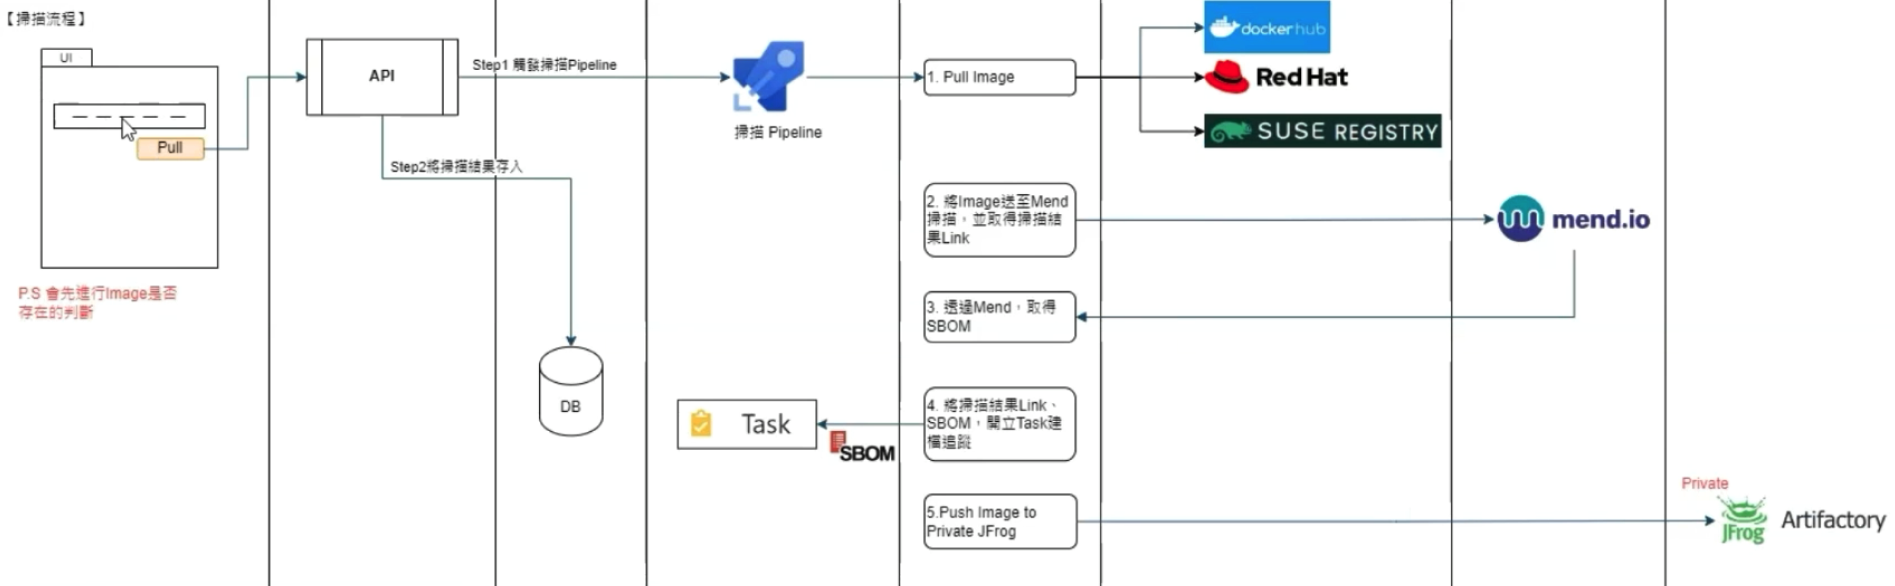 【掃描流程】
UI
Pull
P.S 會先進行Image是否
存在的判斷
API
Step1 觸發掃描Pipeline
Step2將掃描結果存入
DB
掃描 Pipeline
Task
SBOM
1. Pull Image
2. 將Image送至Mend
掃描，並取得掃描結
果Link
3. 透過Mend，取得
SBOM
4. 將掃描結果Link、
SBOM，開立Task建
檔追蹤
5.Push Image to
Private JFrog
dockerhub
Red Hat
SUSE REGISTRY
mend.io
Private
JFrog
Artifactory